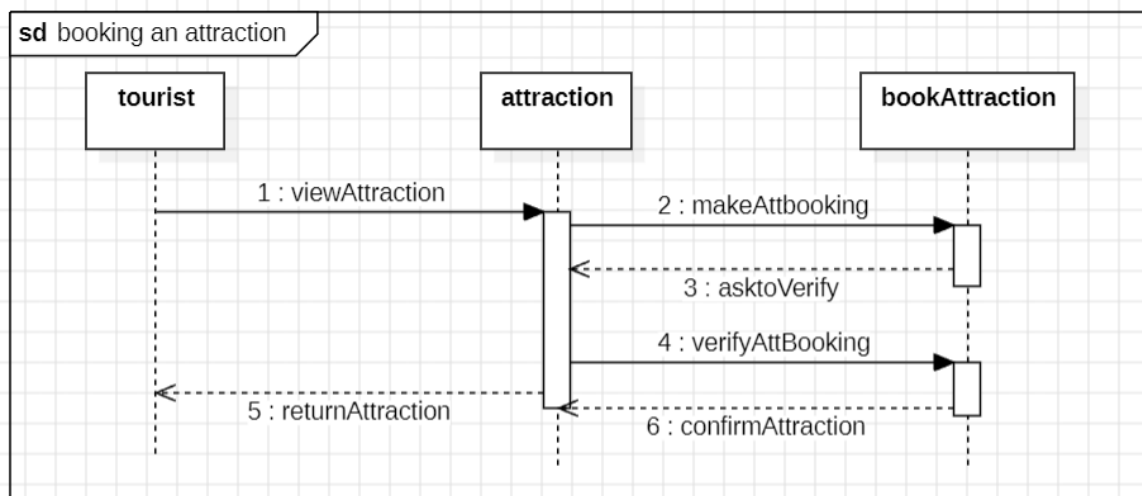 sd booking an attraction
tourist
attraction
bookAttraction
1 : viewAttraction
2 : makeAttbooking
3 : asktoVerify
4 : verifyAttBooking
5 : returnAttraction
6 : confirmAttraction